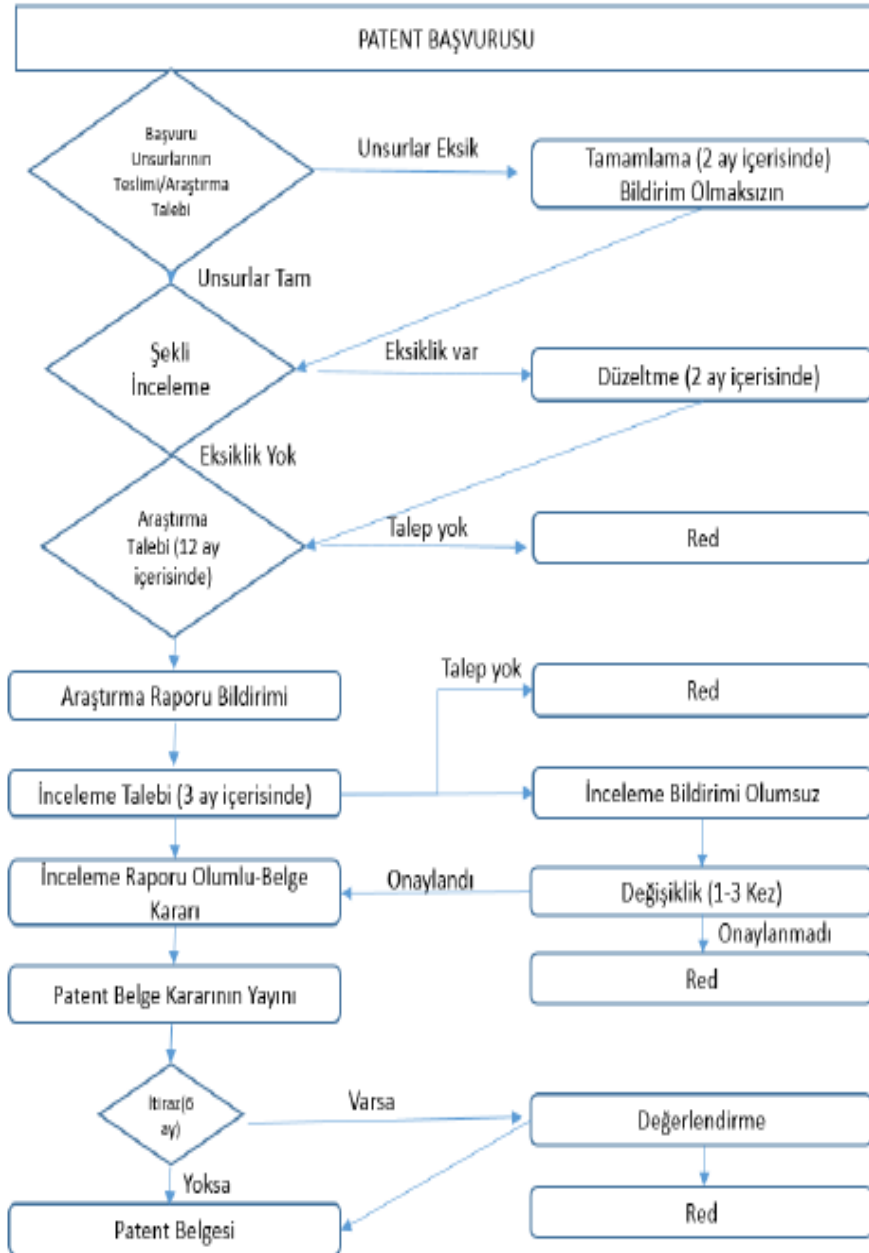 PATENT BAŞVURUSU
Başvuru
Unsurlarının
Teslimi/Araştırma
Talebi
Unsurlar Eksik
Tamamlama (2 ay içerisinde)
Bildirim Olmaksızın
Unsurlar Tam
Şekli
İnceleme
Eksiklik var
Düzeltme (2 ay içerisinde)
Eksiklik Yok
Araştırma
Talebi (12 ay
içerisinde)
Talep yok
Red
Araştırma Raporu Bildirimi
Talep yok
Red
İnceleme Talebi (3 ay içerisinde)
İnceleme Bildirimi Olumsuz
İnceleme Raporu Olumlu-Belge
Kararı
Onaylandı
Değişiklik (1-3 Kez)
Onaylanmadı
Red
Patent Belge Kararının Yayını
İtiraz(6
ay)
Varsa
Değerlendirme
Yoksa
Patent Belgesi
Red